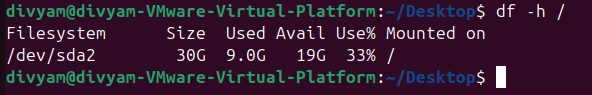 divyam@divyam-VMware-Virtual-Platform:~/Desktop$ df -h /
Filesystem      Size  Used Avail Use% Mounted on
/dev/sda2        30G  9.0G   19G  33% /
divyam@divyam-VMware-Virtual-Platform:~/Desktop$